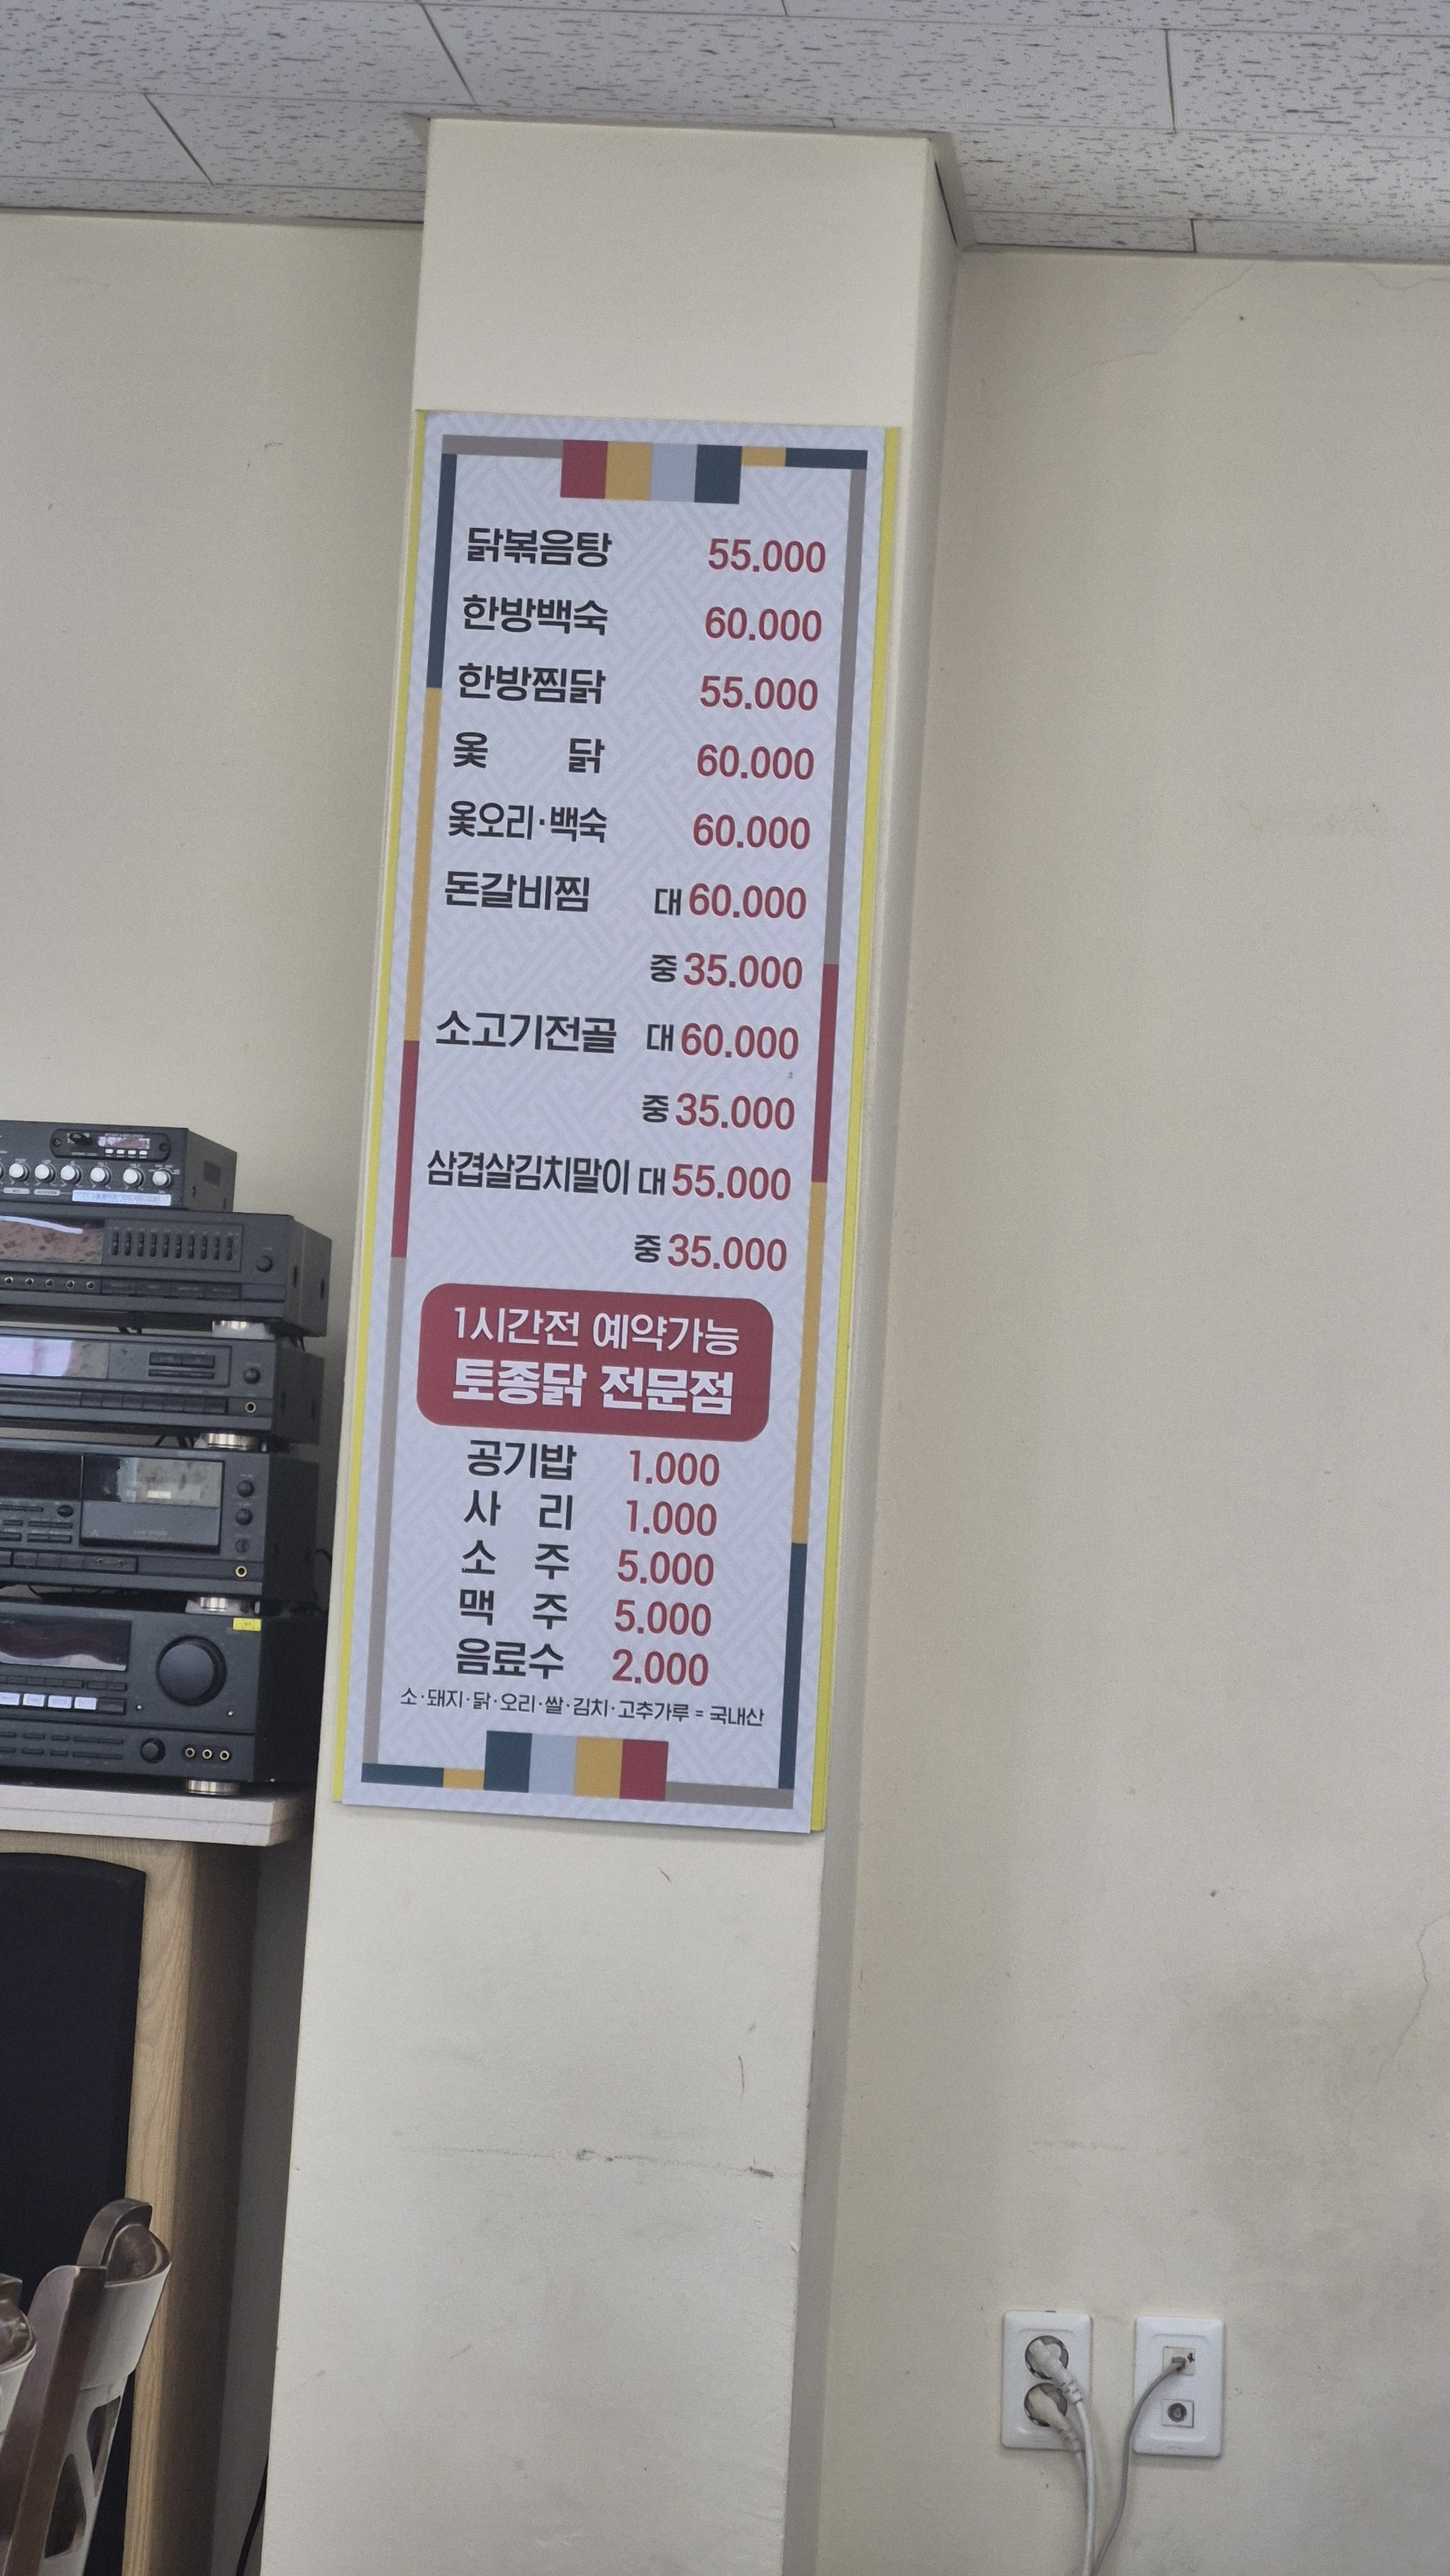 닭볶음탕 55.000
한방백숙 60.000
한방찜닭 55.000
옻 닭 60.000
옻오리·백숙 60.000
돈갈비찜 대 60.000
중 35.000
소고기전골 대 60.000
중 35.000
삼겹살김치말이 대 55.000
중 35.000
1시간전 예약가능
토종닭 전문점
공기밥 1.000
사 리 1.000
소 주 5.000
맥 주 5.000
음료수 2.000
소·돼지·닭·오리·쌀·김치·고추가루 = 국내산